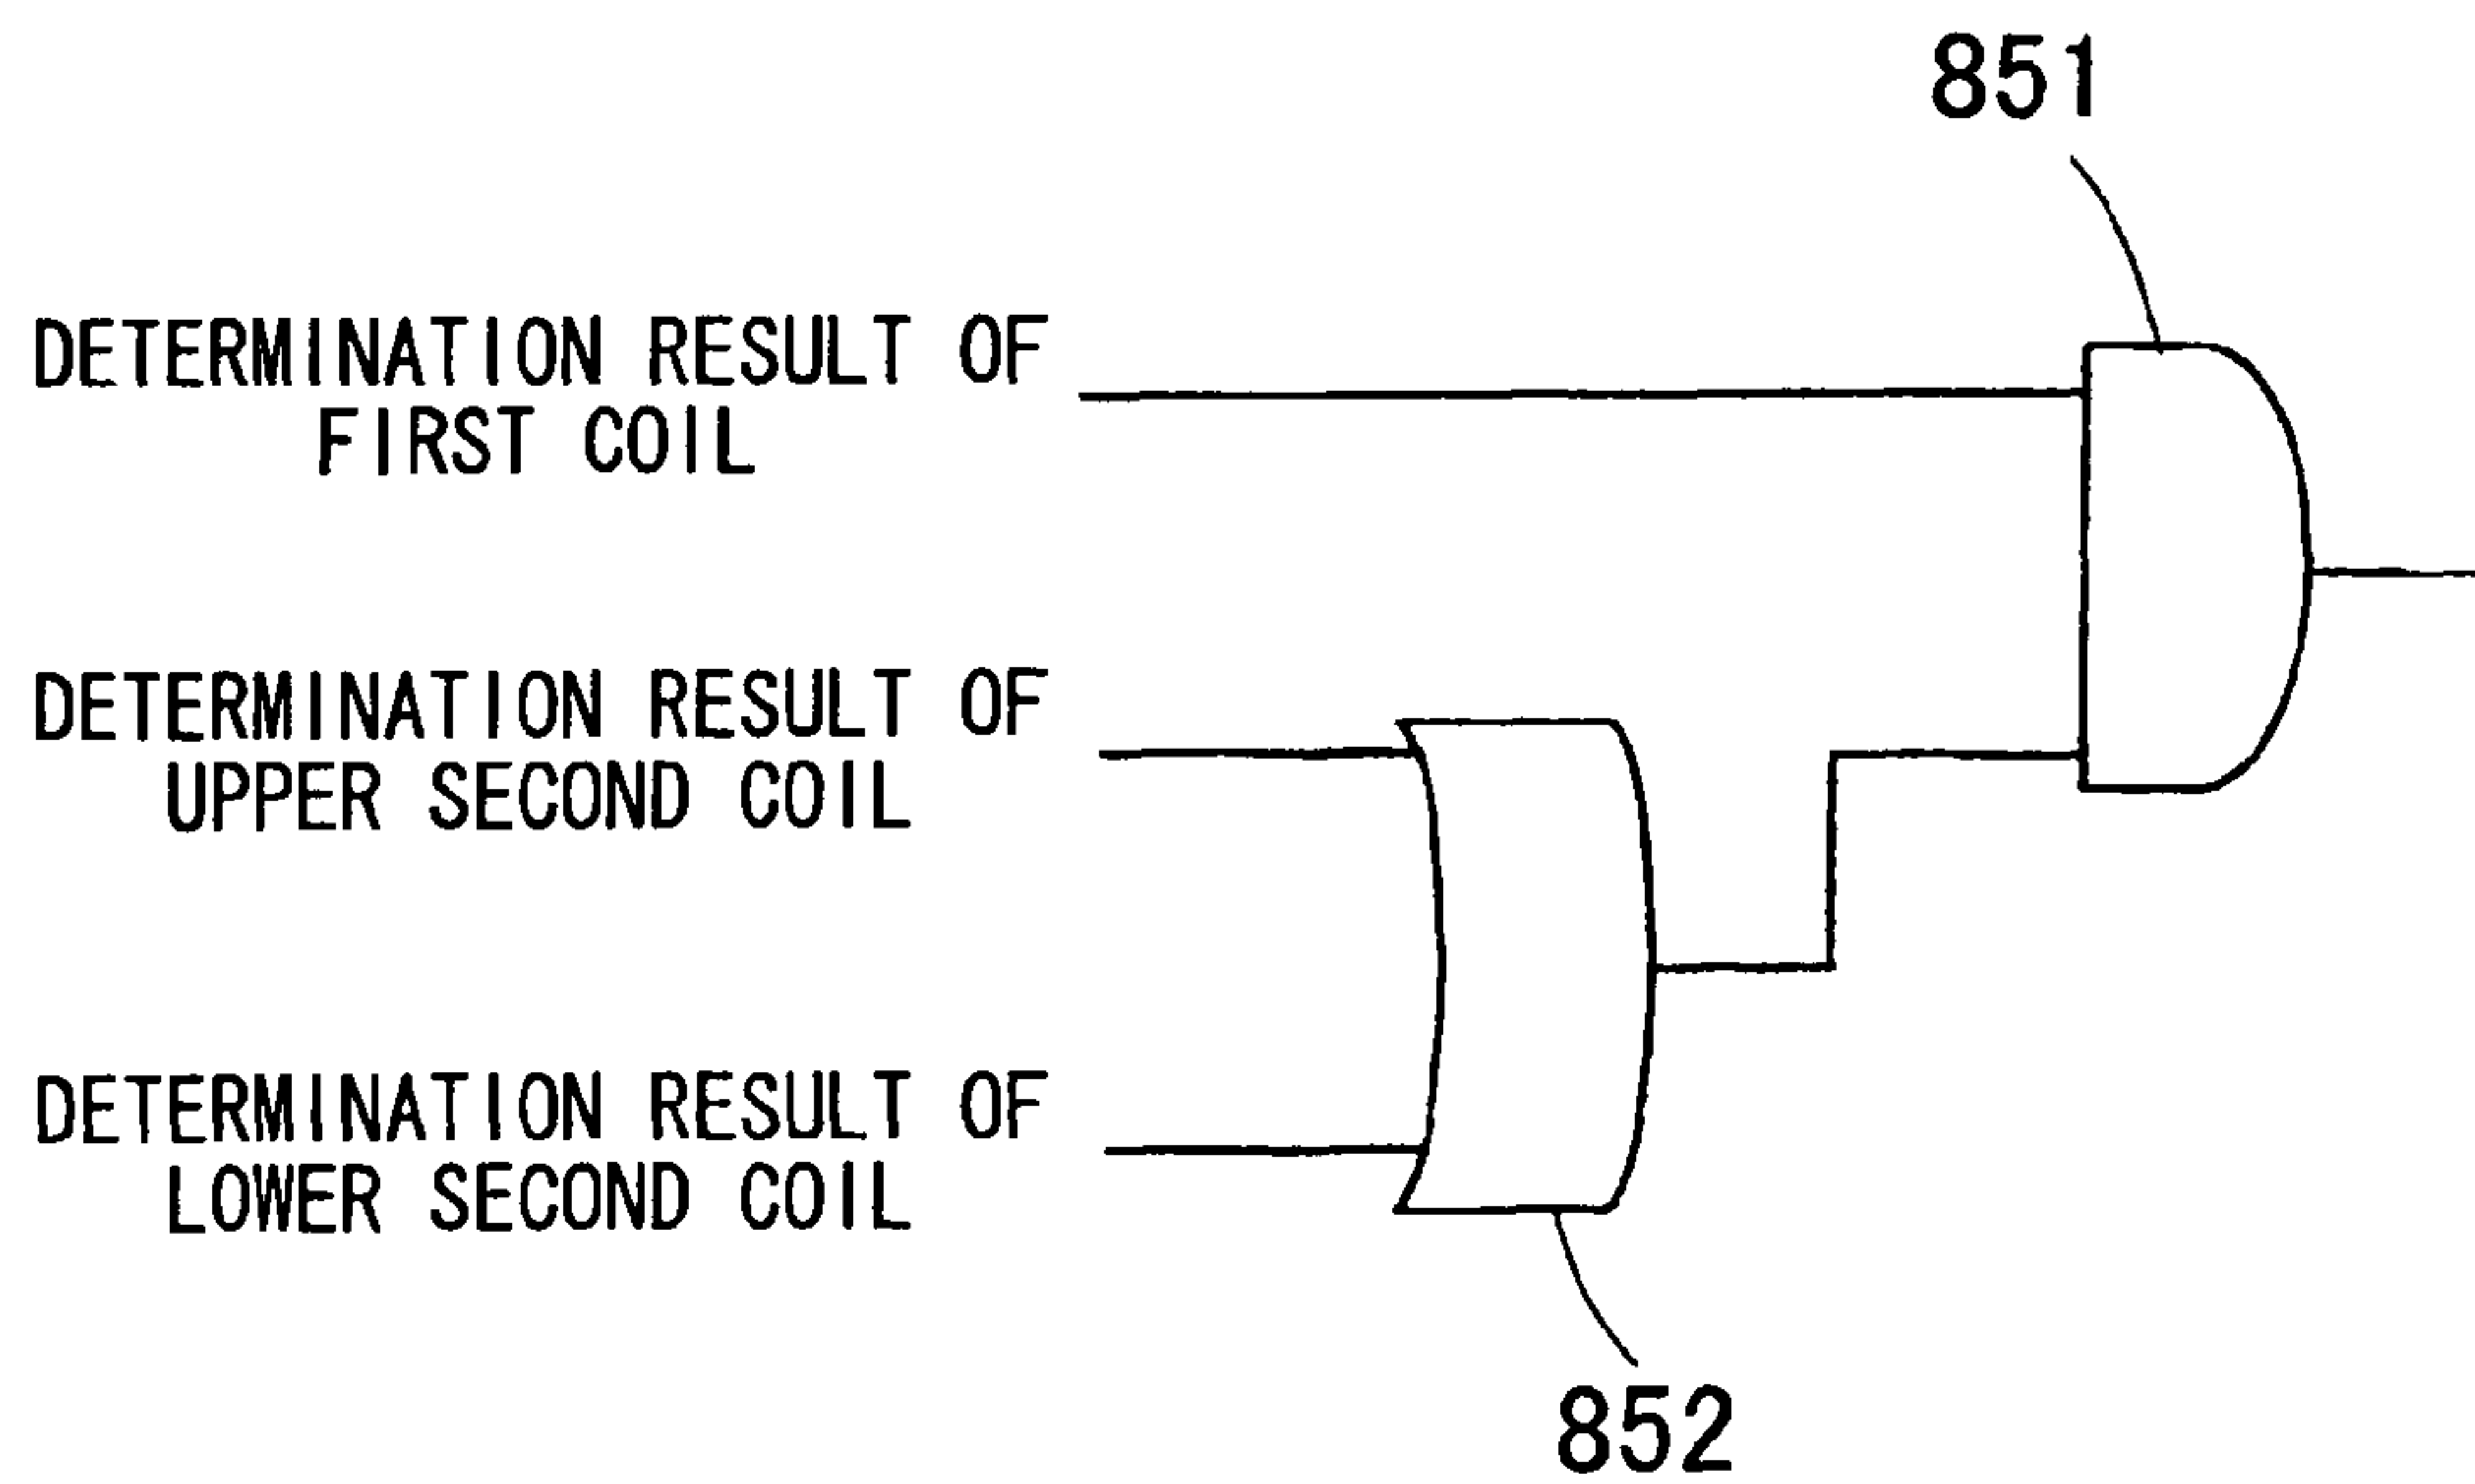 851
DETERMINATION RESULT OF
FIRST COIL
DETERMINATION RESULT OF
UPPER SECOND COIL
DETERMINATION RESULT OF
LOWER SECOND COIL
852